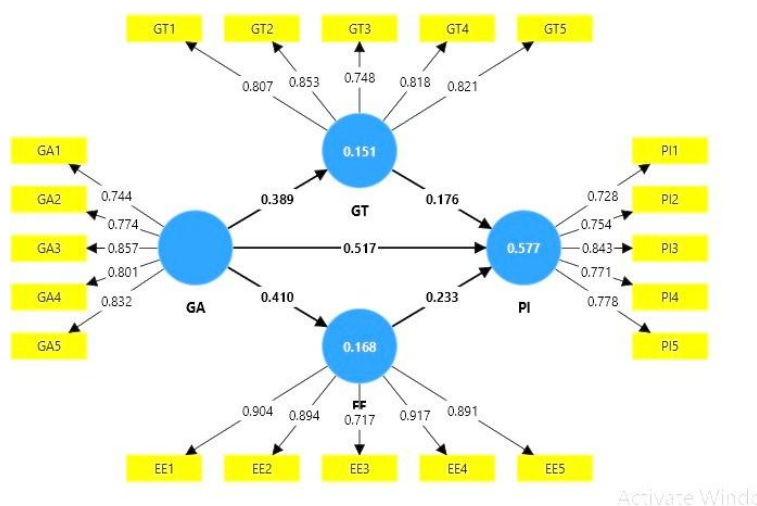 GT1 GT2 GT3 GT4 GT5
0.807 0.853 0.748 0.818 0.821
0.151
GT
GA1
GA2
GA3
GA4
GA5
0.744
0.774
0.857
0.801
0.832
GA
0.389
0.176
0.517
0.410
0.233
0.577
PI
0.728
0.754
0.843
0.771
0.778
PI1
PI2
PI3
PI4
PI5
0.168
0.904 0.894 0.717 0.917 0.891
EE1 EE2 EE3 EE4 EE5
Activate Windo